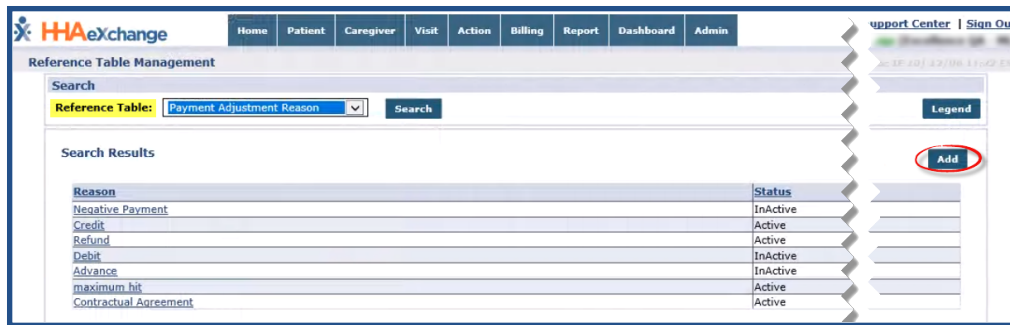 upport Center | Sign Ou
HHAeXchange Home Patient Caregiver Visit Action Billing Report Dashboard Admin
Reference Table Management
Search
Reference Table: Payment Adjustment Reason Search Legend
Search Results Add
Reason Status
Negative Payment InActive
Credit Active
Refund Active
Debit InActive
Advance InActive
maximum hit Active
Contractual Agreement Active